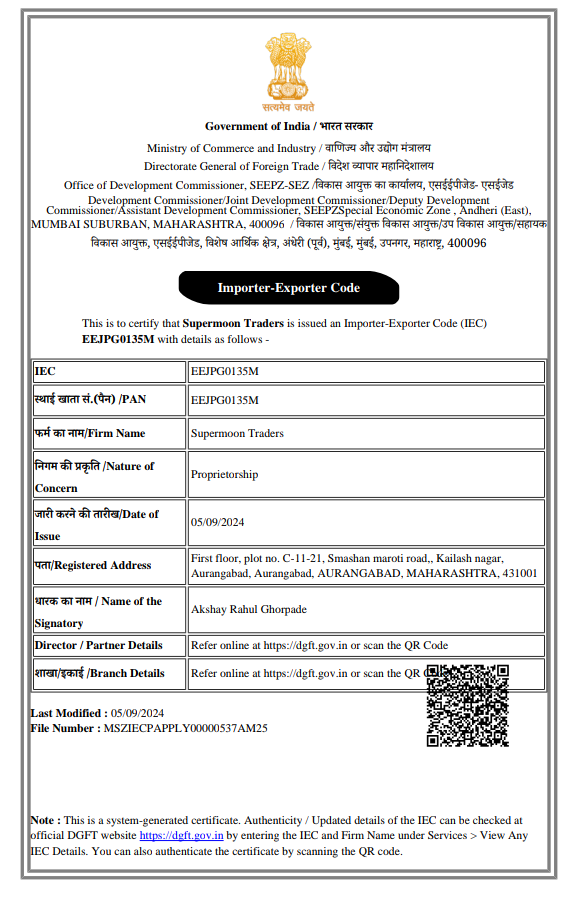 सत्यमेव जयते
Government of India / भारत सरकार
Ministry of Commerce and Industry / वाणिज्य और उद्योग मंत्रालय
Directorate General of Foreign Trade / विदेश व्यापार महानिदेशालय
Office of Development Commissioner, SEEPZ-SEZ /विकास आयुक्त का कार्यालय, एसईईपीजेड- एसईजेड
Development Commissioner/Joint Development Commissioner/Deputy Development
Commissioner/Assistant Development Commissioner, SEEPZSpecial Economic Zone , Andheri (East),
MUMBAI SUBURBAN, MAHARASHTRA, 400096 / विकास आयुक्त/संयुक्त विकास आयुक्त/उप विकास आयुक्त/सहायक
विकास आयुक्त, एसईईपीजेड, विशेष आर्थिक क्षेत्र, अंधेरी (पूर्व), मुंबई, मुंबई, उपनगर, महाराष्ट्र, 400096
Importer-Exporter Code
This is to certify that Supermoon Traders is issued an Importer-Exporter Code (IEC)
EEJPG0135M with details as follows -
IEC EEJPG0135M
स्थाई खाता सं.(पैन) /PAN EEJPG0135M
फर्म का नाम/Firm Name Supermoon Traders
निगम की प्रकृति /Nature of
Concern
Proprietorship
जारी करने की तारीख/Date of
Issue
05/09/2024
पता/Registered Address
First floor, plot no. C-11-21, Smashan maroti road,, Kailash nagar,
Aurangabad, Aurangabad, AURANGABAD, MAHARASHTRA, 431001
धारक का नाम / Name of the
Signatory
Akshay Rahul Ghorpade
Director / Partner Details Refer online at https://dgft.gov.in or scan the QR Code
शाखा/इकाई /Branch Details Refer online at https://dgft.gov.in or scan the QR
Last Modified : 05/09/2024
File Number : MSZIECPAPPLY00000537AM25
Note : This is a system-generated certificate. Authenticity / Updated details of the IEC can be checked at
official DGFT website https://dgft.gov.in by entering the IEC and Firm Name under Services > View Any
IEC Details. You can also authenticate the certificate by scanning the QR code.